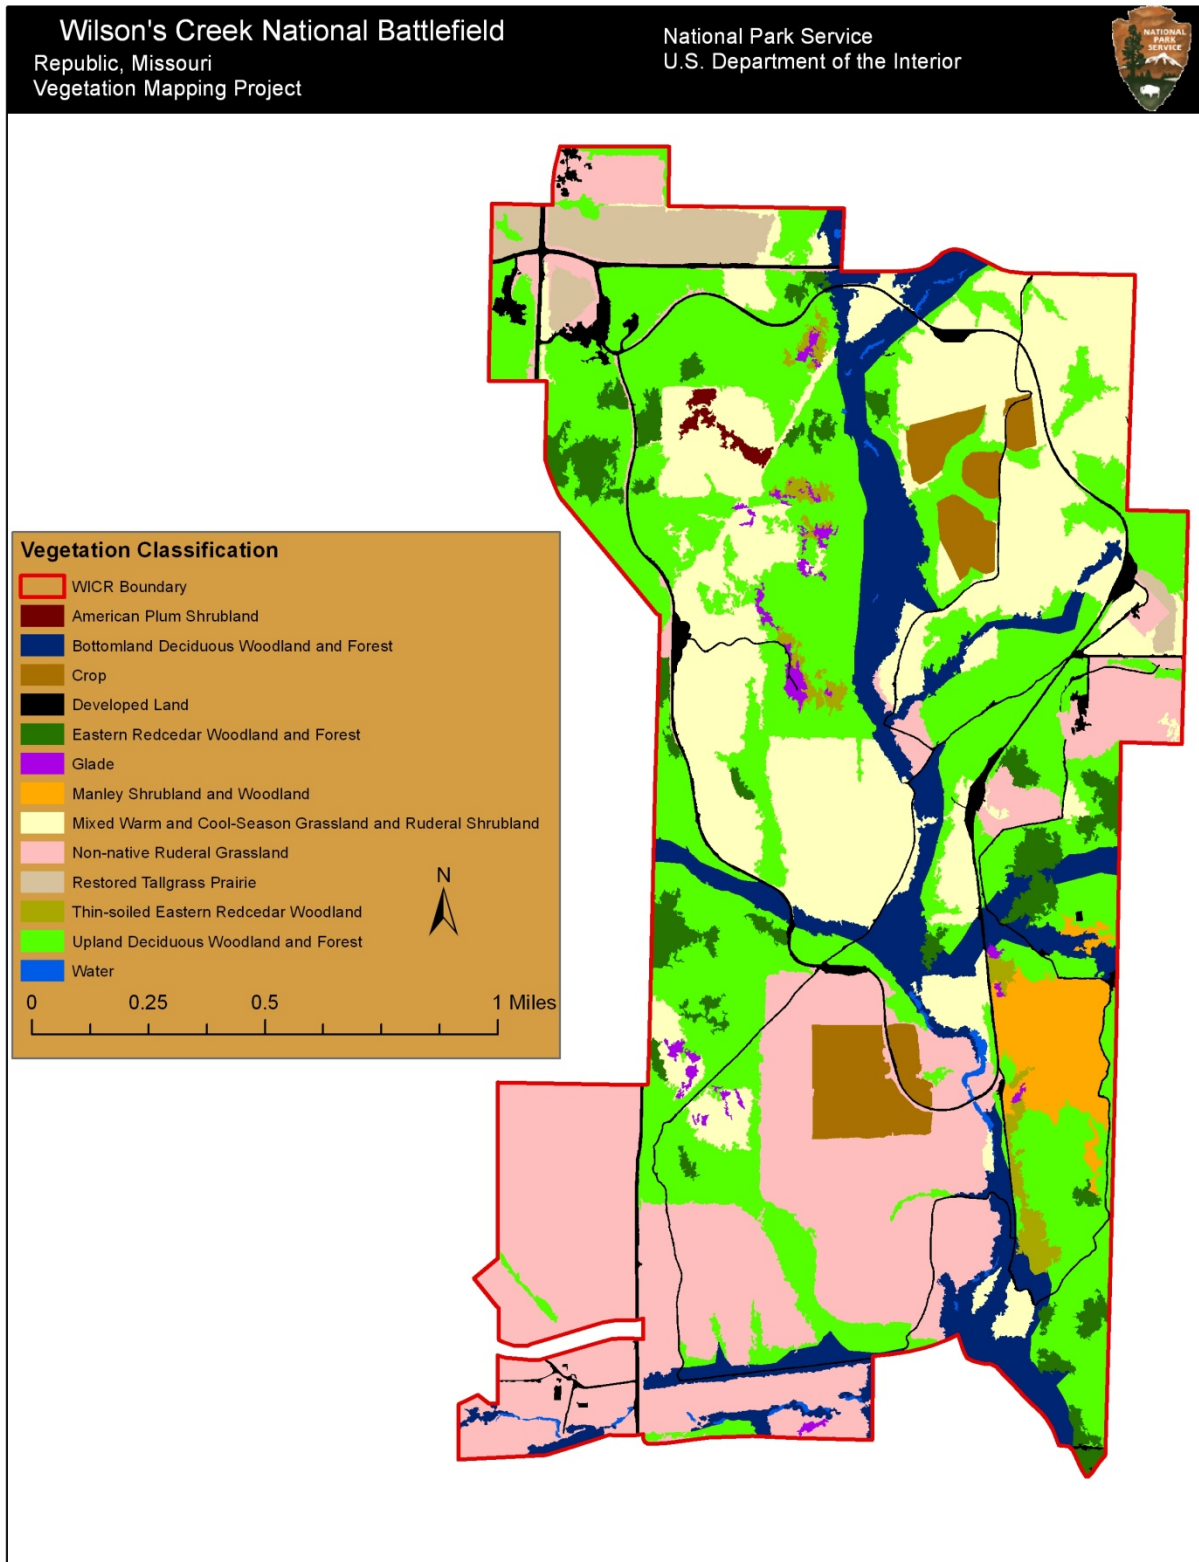 Wilson's Creek National Battlefield
Republic, Missouri
Vegetation Mapping Project
National Park Service
U.S. Department of the Interior
NATIONAL
PARK
SERVICE
Vegetation Classification
WICR Boundary
American Plum Shrubland
Bottomland Deciduous Woodland and Forest
Crop
Developed Land
Eastern Redcedar Woodland and Forest
Glade
Manley Shrubland and Woodland
Mixed Warm and Cool-Season Grassland and Ruderal Shrubland
Non-native Ruderal Grassland
Restored Tallgrass Prairie
Thin-soiled Eastern Redcedar Woodland
Upland Deciduous Woodland and Forest
Water
N
0 0.25 0.5 1 Miles